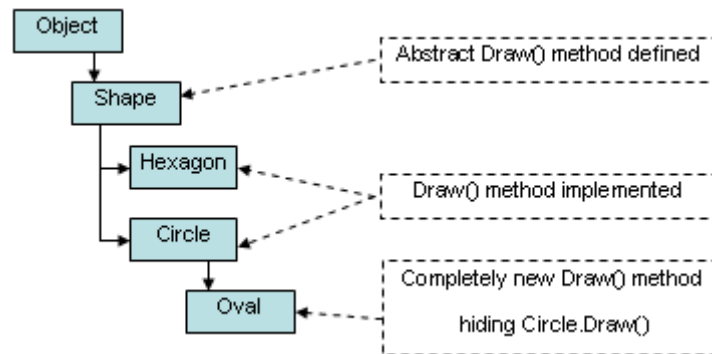 Object
Abstract Draw() method defined
Shape
Hexagon
Draw() method implemented
Circle
Completely new Draw() method
hiding Circle.Draw()
Oval